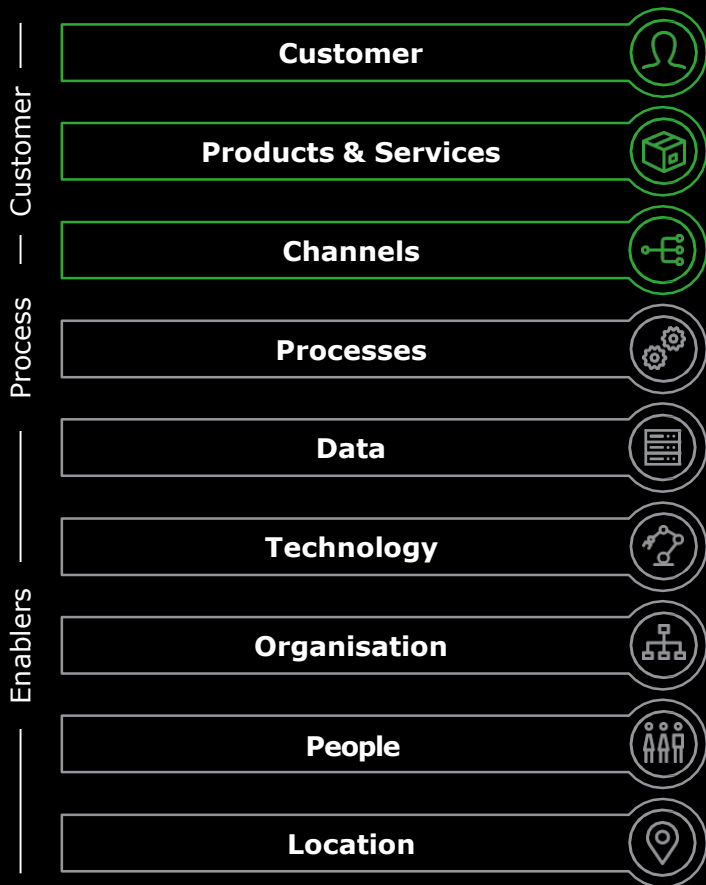 Customer
Customer
Products & Services
Channels
Process
Processes
Enablers
Data
Technology
Organisation
People
Location